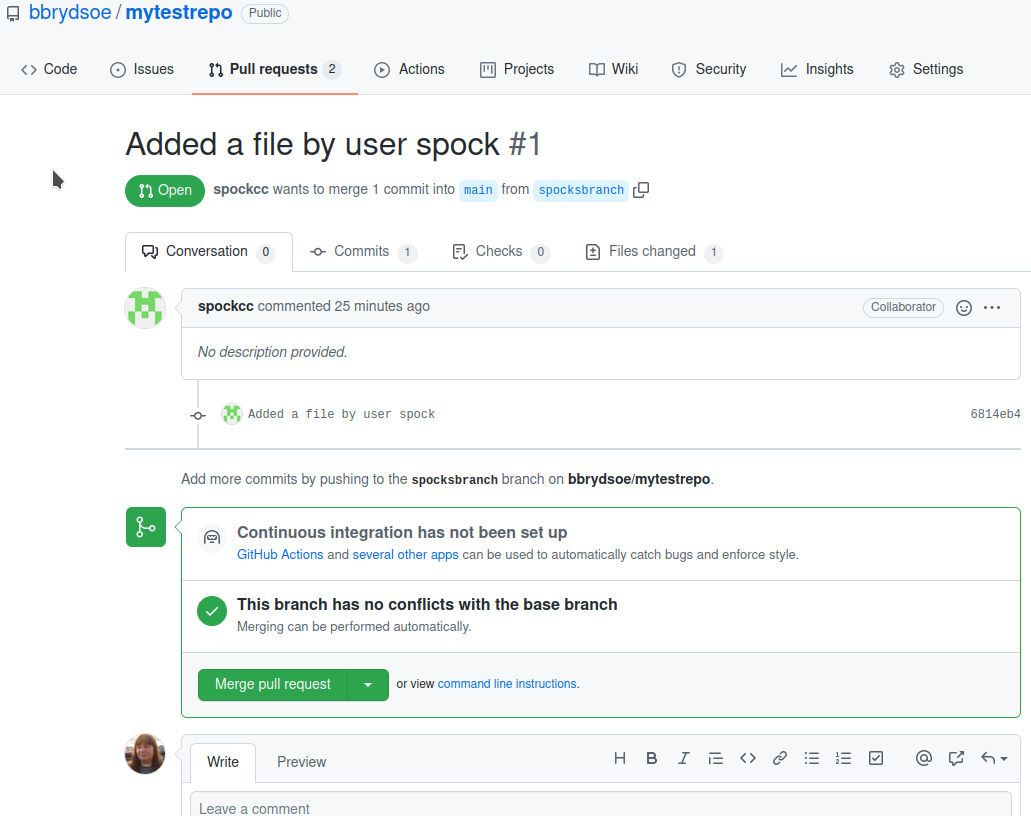 bbrydsoe / mytestrepo Public
Code Issues Pull requests 2 Actions Projects Wiki Security Insights Settings
Added a file by user spock #1
Open spockcc wants to merge 1 commit into main from spocksbranch
Conversation 0 Commits 1 Checks 0 Files changed 1
spockcc commented 25 minutes ago Collaborator
No description provided.
Added a file by user spock 6814eb4
Add more commits by pushing to the spocksbranch branch on bbrydsoe/mytestrepo.
Continuous integration has not been set up
GitHub Actions and several other apps can be used to automatically catch bugs and enforce style.
This branch has no conflicts with the base branch
Merging can be performed automatically.
Merge pull request or view command line instructions.
Write Preview
Leave a comment